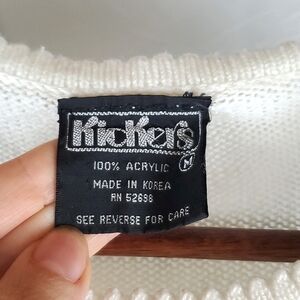 KicKers
M
100% ACRYLIC
MADE IN KOREA
RN 52698
SEE REVERSE FOR CARE